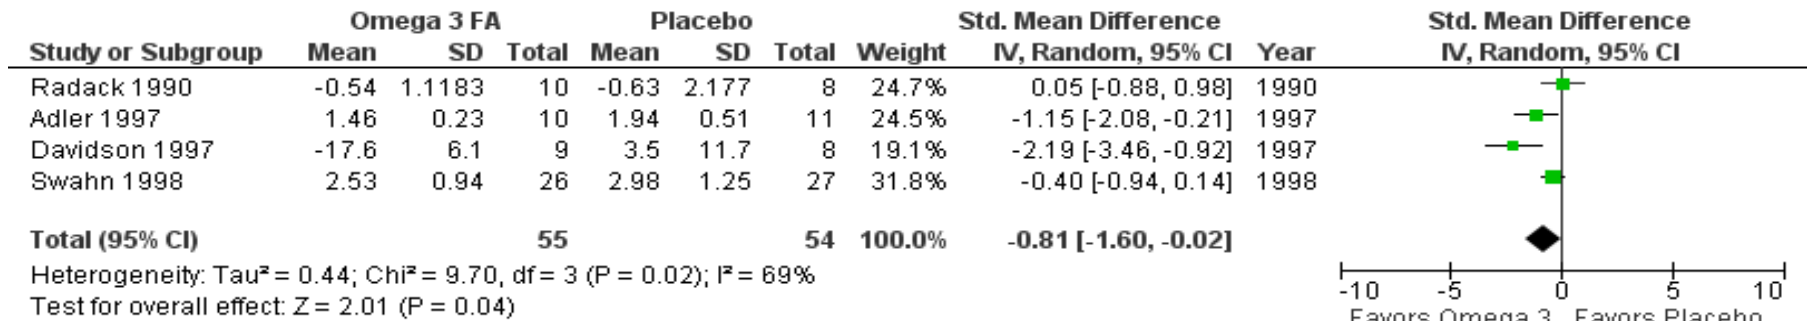 Omega 3 FA Placebo Std. Mean Difference Std. Mean Difference
Study or Subgroup Mean SD Total Mean SD Total Weight IV, Random, 95% CI Year IV, Random, 95% CI
Radack 1990 -0.54 1.1183 10 -0.63 2.177 8 24.7% 0.05 [-0.88, 0.98] 1990
Adler 1997 1.46 0.23 10 1.94 0.51 11 24.5% -1.15 [-2.08, -0.21] 1997
Davidson 1997 -17.6 6.1 9 3.5 11.7 8 19.1% -2.19 [-3.46, -0.92] 1997
Swahn 1998 2.53 0.94 26 2.98 1.25 27 31.8% -0.40 [-0.94, 0.14] 1998
Total (95% CI) 55 54 100.0% -0.81 [-1.60, -0.02]
Heterogeneity: Tau² = 0.44; Chi² = 9.70, df = 3 (P = 0.02); I² = 69%
Test for overall effect: Z = 2.01 (P = 0.04)
-10 -5 0 5 10
Favors Omega 3 Favors Placebo